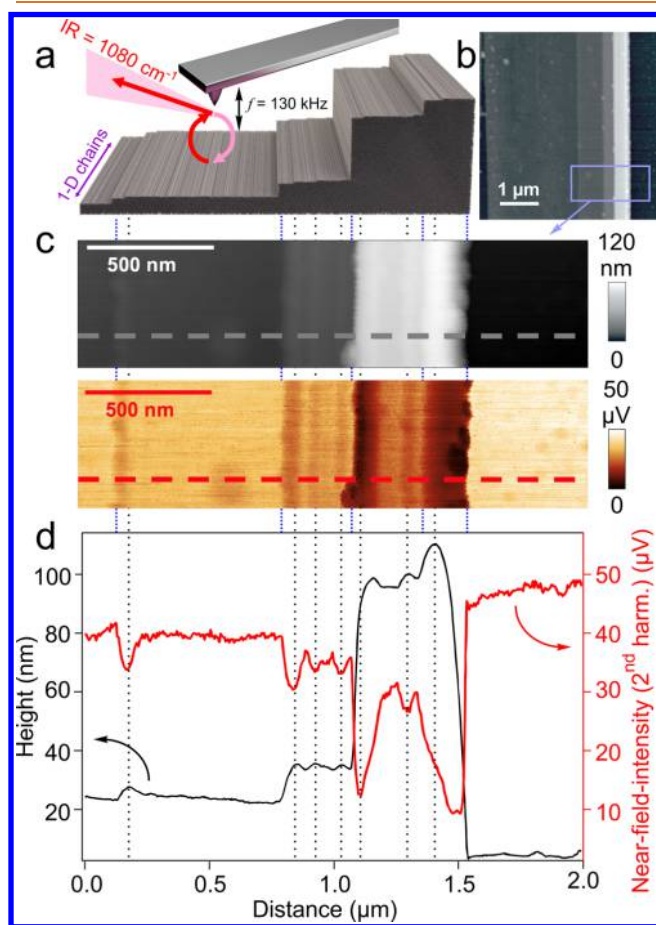 a
IR = 1080 cm⁻¹
f = 130 kHz
1-D chains
b
1 µm
c
500 nm
120
nm
0
500 nm
50
µV
0
d
Height (nm)
100
80
60
40
20
50
40
30
20
10
Near-field-intensity (2nd harm.) (µV)
0.0 0.5 1.0 1.5 2.0
Distance (µm)